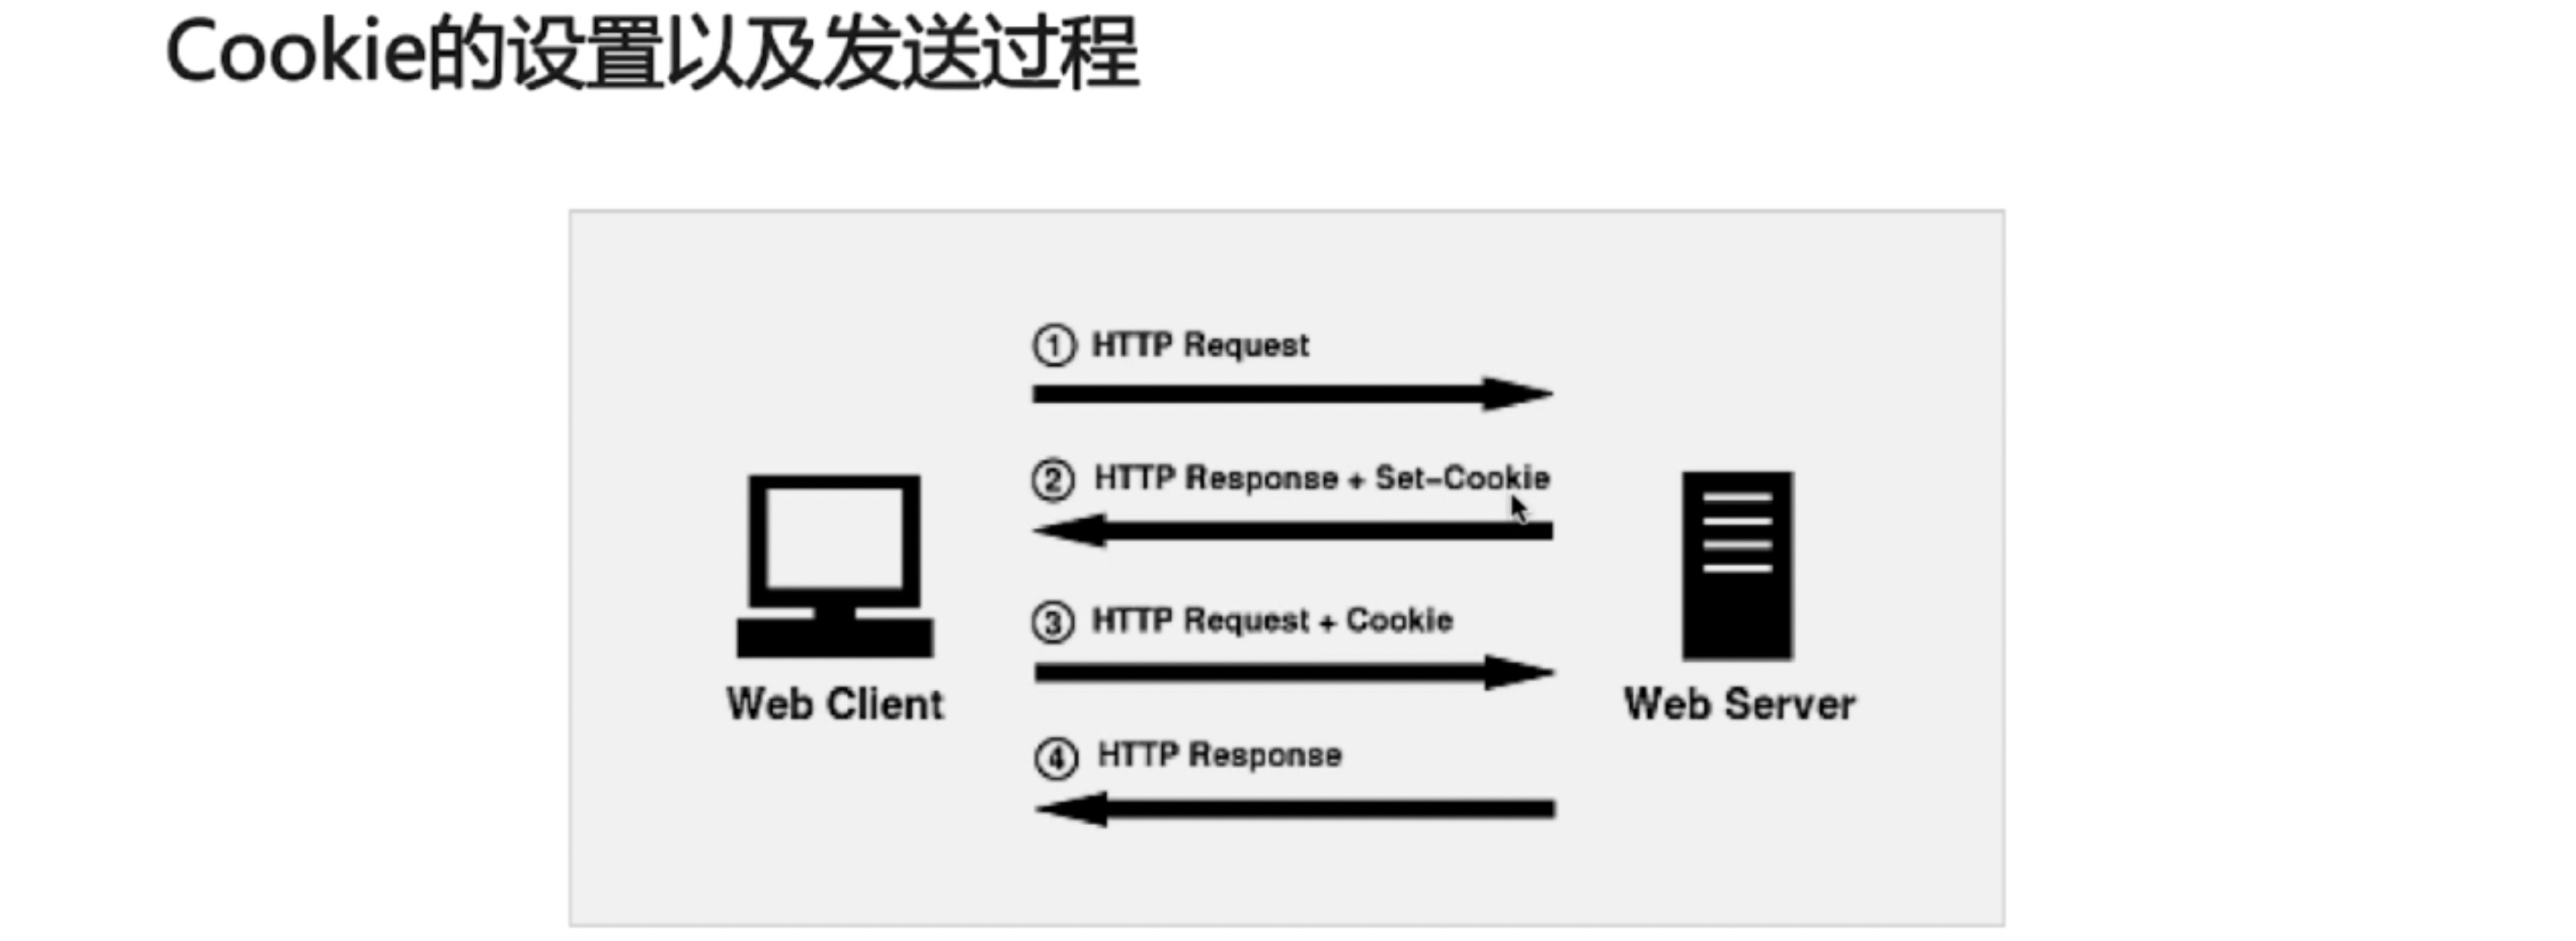 Cookie的设置以及发送过程
① HTTP Request
② HTTP Response + Set-Cookie
③ HTTP Request + Cookie
④ HTTP Response
Web Client
Web Server